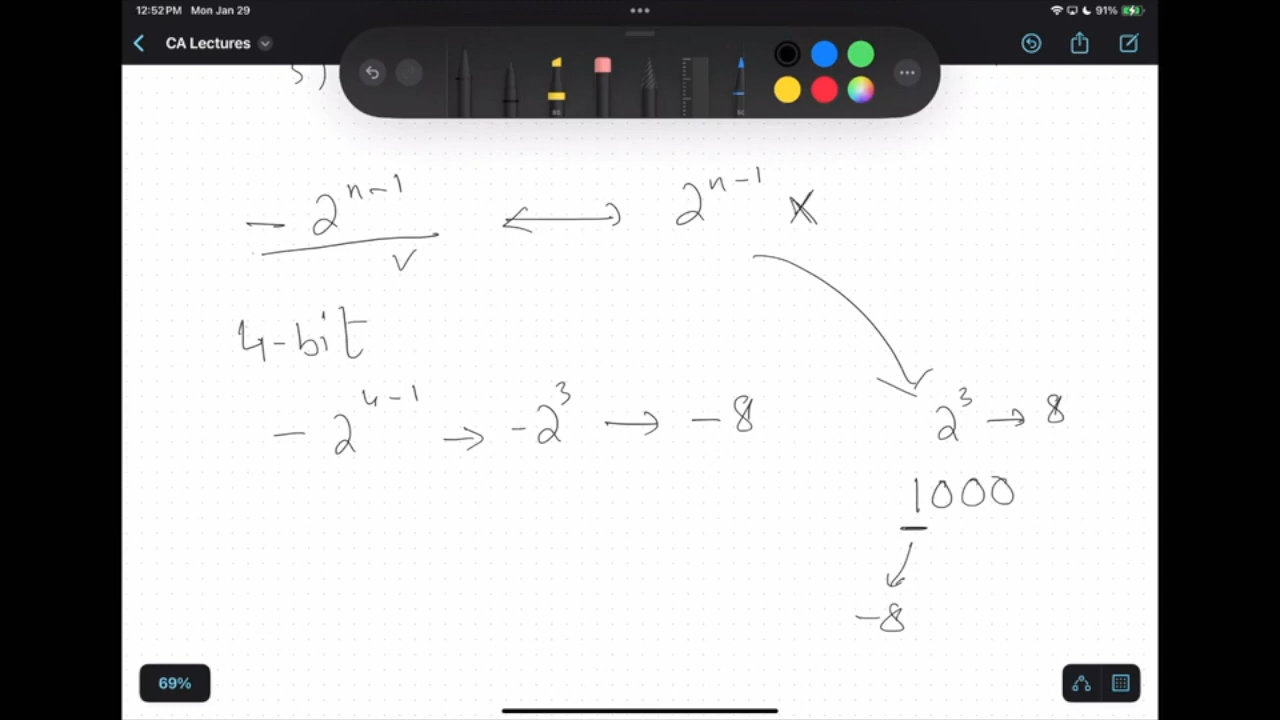 12:52 PM Mon Jan 29
91%
CA Lectures
5)
- 2^{n-1} ↔ 2^{n-1} X
✓
4-bit
- 2^{4-1} → -2^3 → -8
2^3 → 8
1000
-8
69%